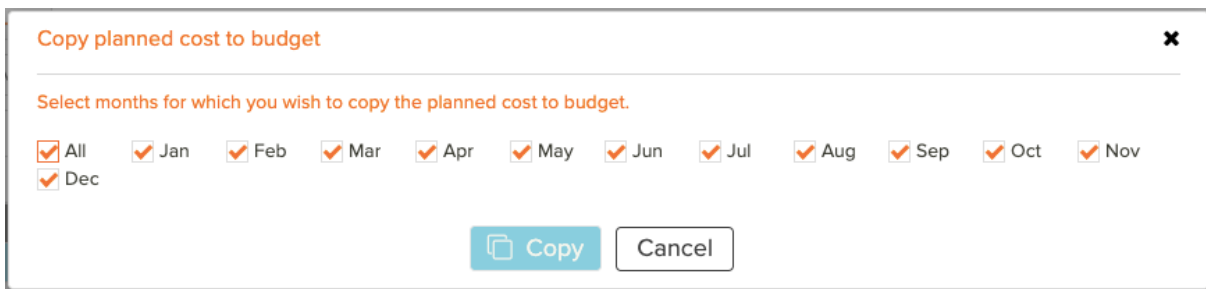 Copy planned cost to budget
Select months for which you wish to copy the planned cost to budget.
All Jan Feb Mar Apr May Jun Jul Aug Sep Oct Nov
Dec
Copy Cancel